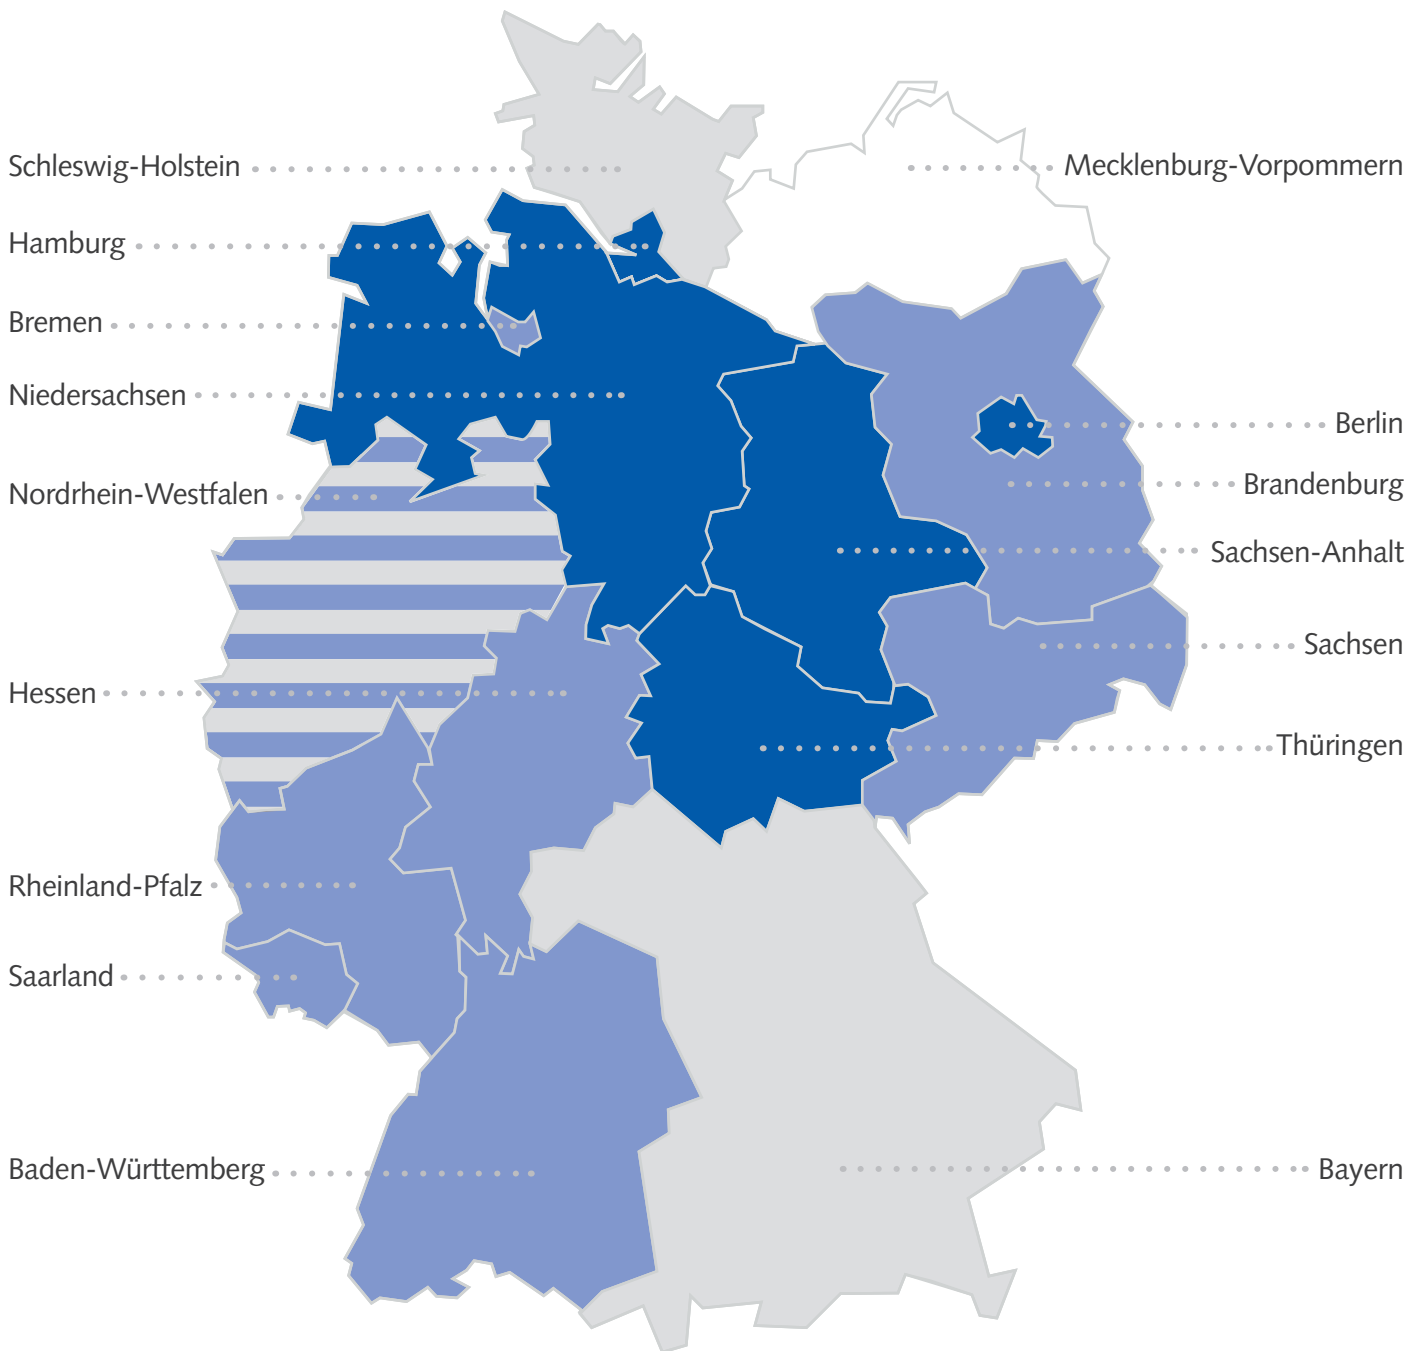 Schleswig-Holstein
Mecklenburg-Vorpommern
Hamburg
Bremen
Niedersachsen
Berlin
Nordrhein-Westfalen
Brandenburg
Sachsen-Anhalt
Sachsen
Hessen
Thüringen
Rheinland-Pfalz
Saarland
Baden-Württemberg
Bayern